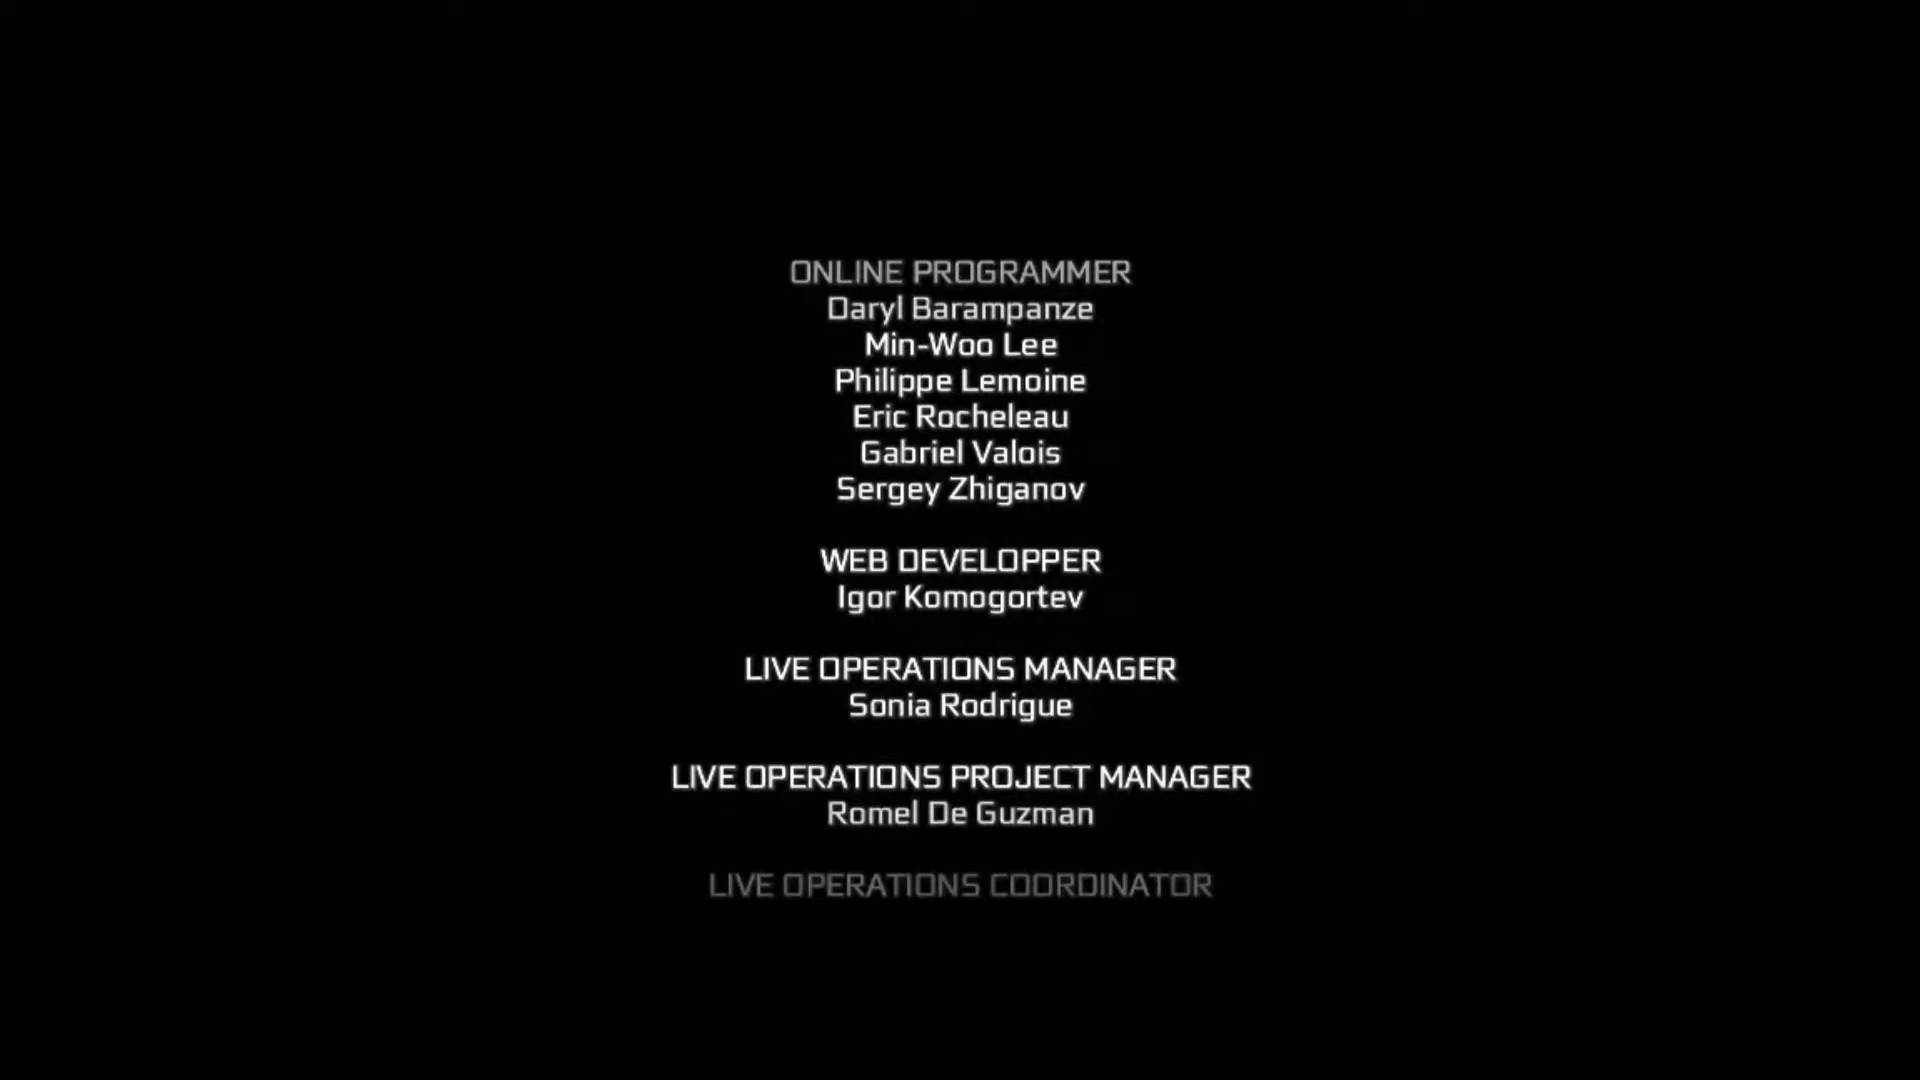 ONLINE PROGRAMMER
Daryl Barampanze
Min-Woo Lee
Philippe Lemoine
Eric Rocheleau
Gabriel Valois
Sergey Zhiganov
WEB DEVELOPPER
Igor Komogortev
LIVE OPERATIONS MANAGER
Sonia Rodrigue
LIVE OPERATIONS PROJECT MANAGER
Romel De Guzman
LIVE OPERATIONS COORDINATOR